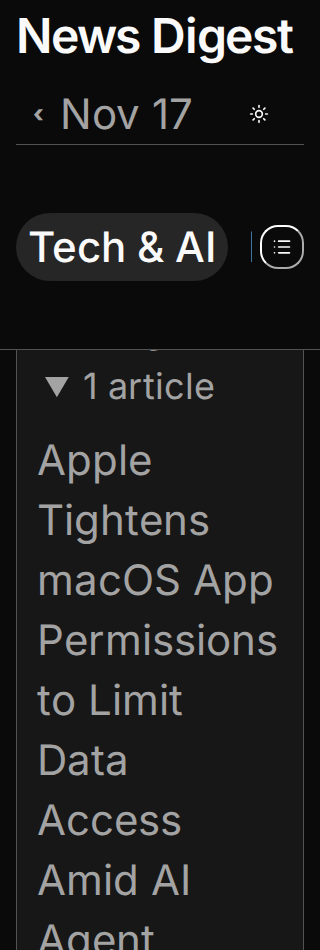 News Digest
‹ Nov 17
Tech & AI
▼ 1 article
Apple
Tightens
macOS App
Permissions
to Limit
Data
Access
Amid AI
Agent